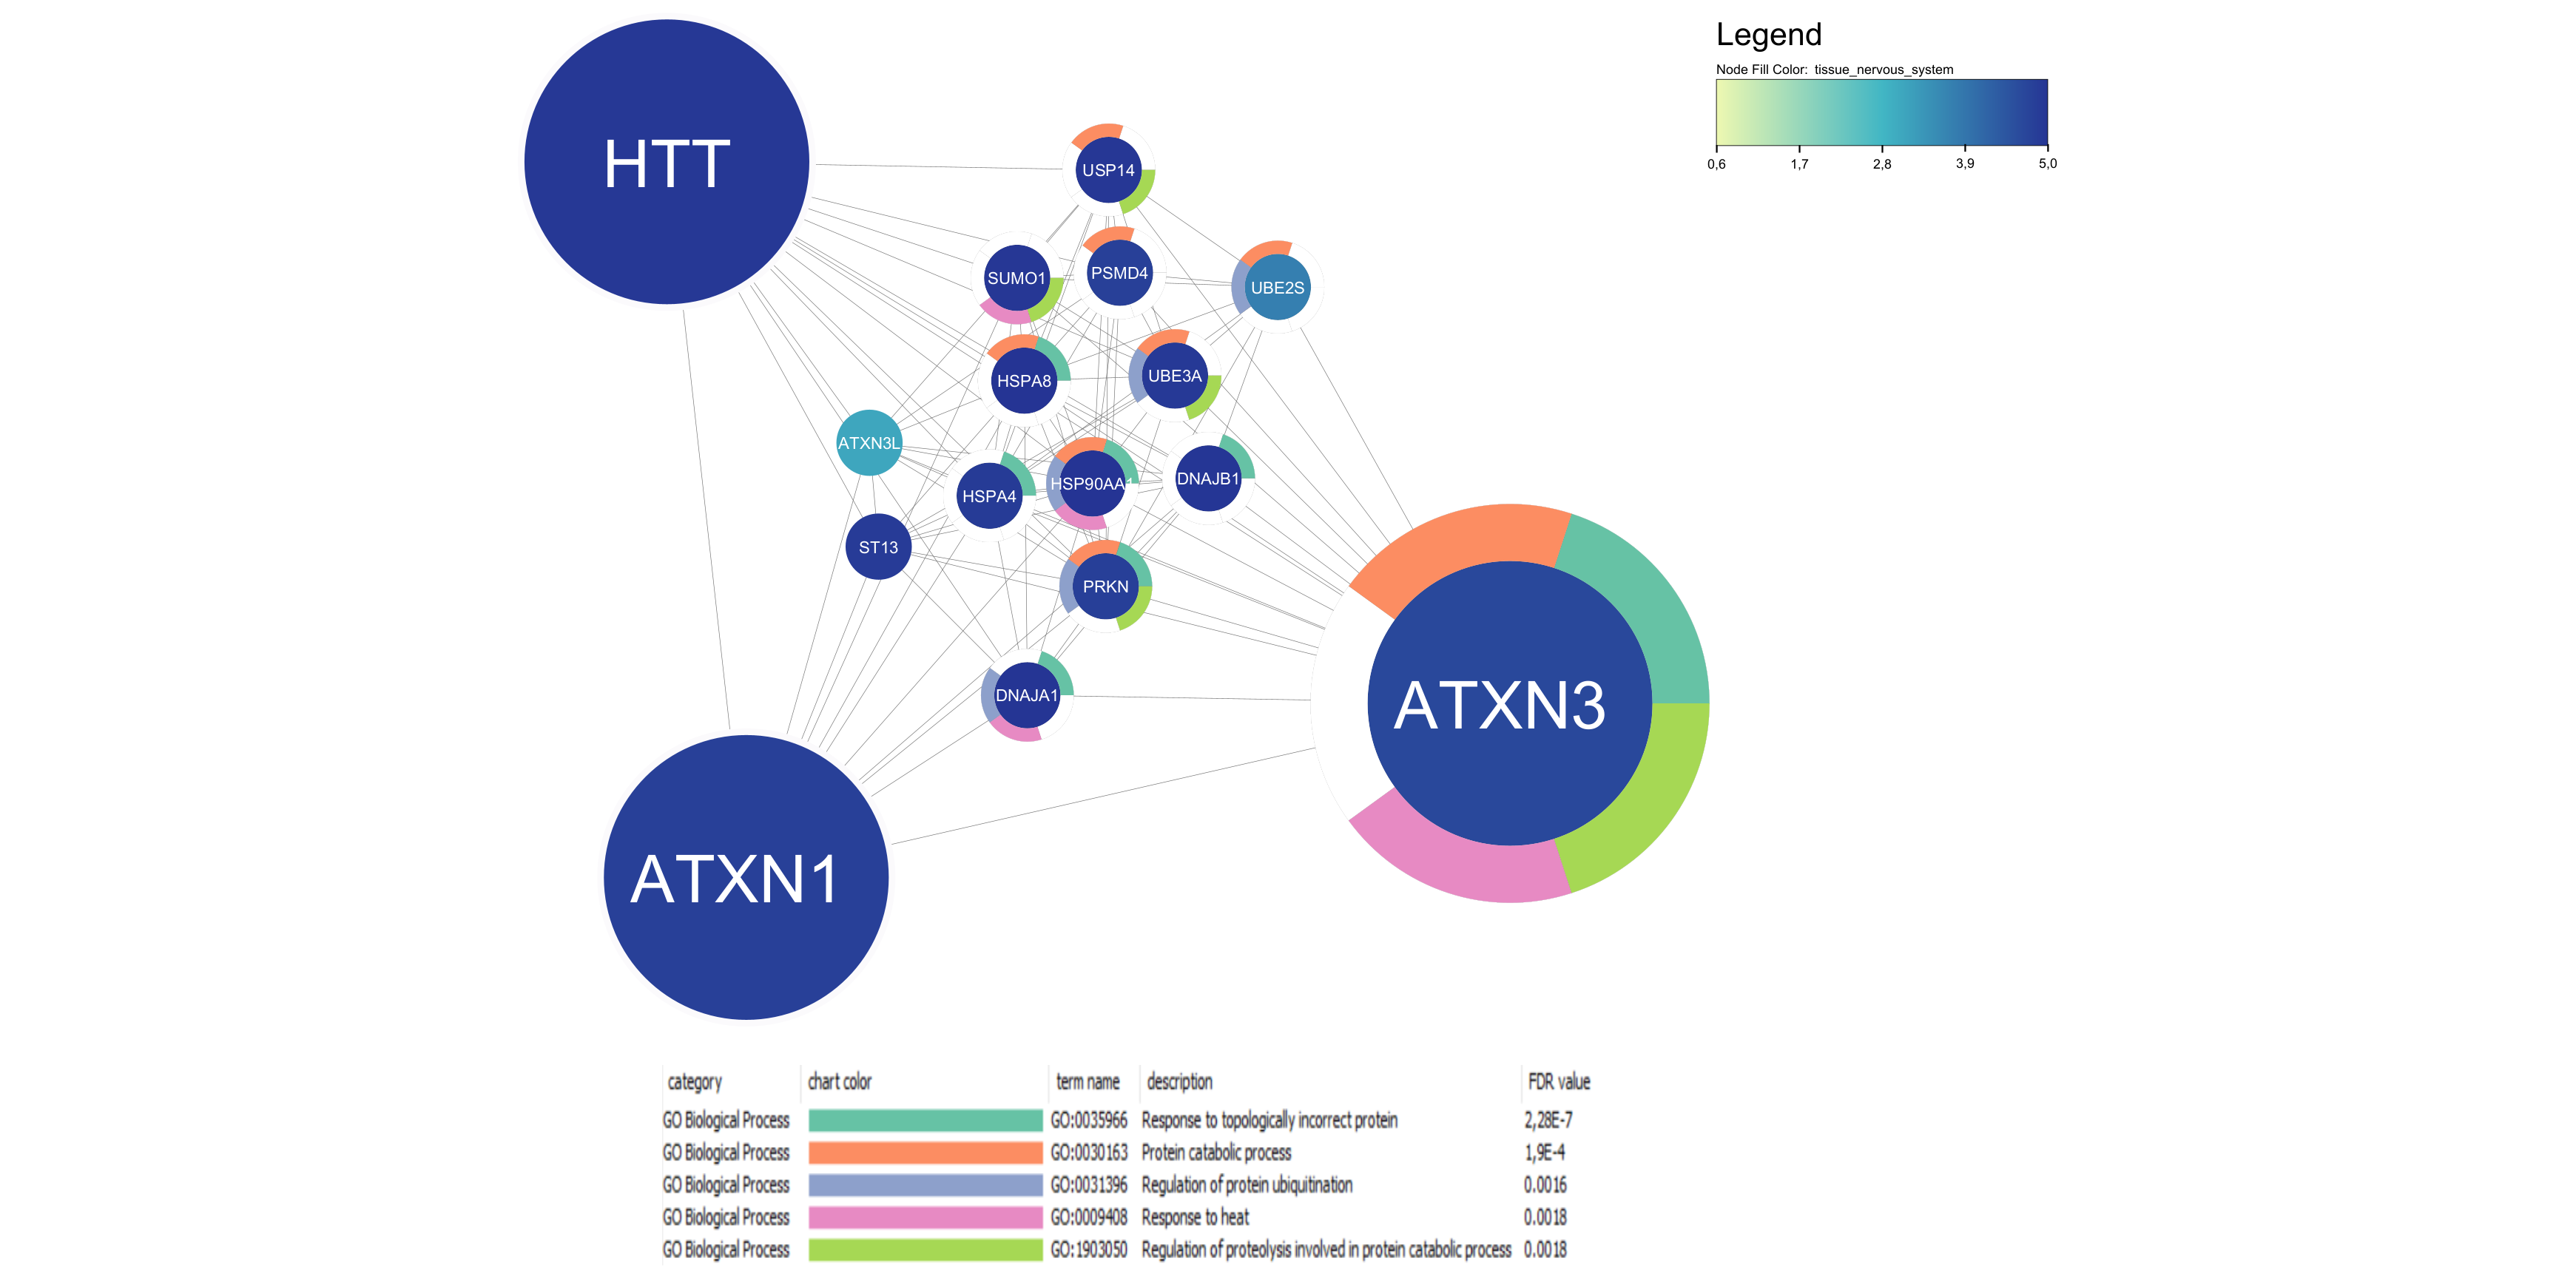 Legend
Node Fill Color: tissue_nervous_system
0,6 1,7 2,8 3,9 5,0
HTT
USP14
SUMO1
PSMD4
UBE2S
HSPA8
UBE3A
ATXN3L
HSPA4
HSP90AA1
DNAJB1
ST13
PRKN
DNAJA1
ATXN3
ATXN1
category chart color term name description FDR value
GO Biological Process GO:0035966 Response to topologically incorrect protein 2,28E-7
GO Biological Process GO:0030163 Protein catabolic process 1,9E-4
GO Biological Process GO:0031396 Regulation of protein ubiquitination 0.0016
GO Biological Process GO:0009408 Response to heat 0.0018
GO Biological Process GO:1903050 Regulation of proteolysis involved in protein catabolic process 0.0018